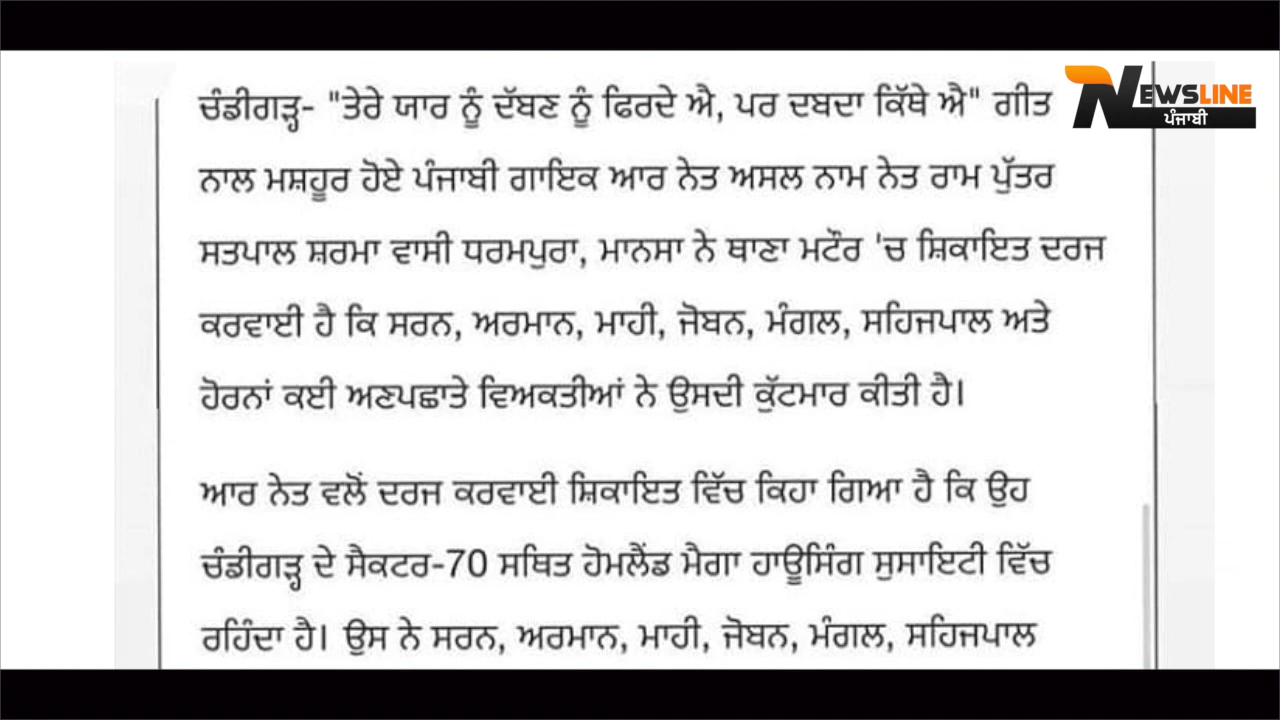 NEWSLINE
ਪੰਜਾਬੀ
ਚੰਡੀਗੜ੍ਹ- "ਤੇਰੇ ਯਾਰ ਨੂੰ ਦੱਬਣ ਨੂੰ ਫਿਰਦੇ ਐ, ਪਰ ਦਬਦਾ ਕਿੱਥੇ ਐ" ਗੀਤ
ਨਾਲ ਮਸ਼ਹੂਰ ਹੋਏ ਪੰਜਾਬੀ ਗਾਇਕ ਆਰ ਨੇਤ ਅਸਲ ਨਾਮ ਨੇਤ ਰਾਮ ਪੁੱਤਰ
ਸਤਪਾਲ ਸ਼ਰਮਾ ਵਾਸੀ ਧਰਮਪੁਰਾ, ਮਾਨਸਾ ਨੇ ਥਾਣਾ ਮਟੌਰ 'ਚ ਸ਼ਿਕਾਇਤ ਦਰਜ
ਕਰਵਾਈ ਹੈ ਕਿ ਸਰਨ, ਅਰਮਾਨ, ਮਾਹੀ, ਜੋਬਨ, ਮੰਗਲ, ਸਹਿਜਪਾਲ ਅਤੇ
ਹੋਰਨਾਂ ਕਈ ਅਣਪਛਾਤੇ ਵਿਅਕਤੀਆਂ ਨੇ ਉਸਦੀ ਕੁੱਟਮਾਰ ਕੀਤੀ ਹੈ।
ਆਰ ਨੇਤ ਵਲੋਂ ਦਰਜ ਕਰਵਾਈ ਸ਼ਿਕਾਇਤ ਵਿੱਚ ਕਿਹਾ ਗਿਆ ਹੈ ਕਿ ਉਹ
ਚੰਡੀਗੜ੍ਹ ਦੇ ਸੈਕਟਰ-70 ਸਥਿਤ ਹੋਮਲੈਂਡ ਮੈਗਾ ਹਾਊਸਿੰਗ ਸੁਸਾਇਟੀ ਵਿੱਚ
ਰਹਿੰਦਾ ਹੈ। ਉਸ ਨੇ ਸਰਨ, ਅਰਮਾਨ, ਮਾਹੀ, ਜੋਬਨ, ਮੰਗਲ, ਸਹਿਜਪਾਲ